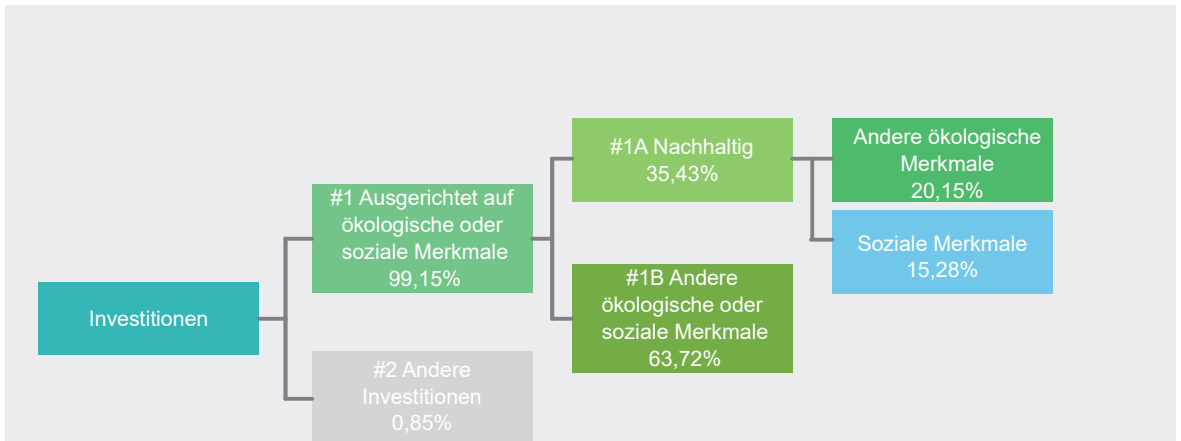 Investitionen
#1 Ausgerichtet auf
ökologische oder
soziale Merkmale
99,15%
#2 Andere
Investitionen
0,85%
#1A Nachhaltig
35,43%
#1B Andere
ökologische oder
soziale Merkmale
63,72%
Andere ökologische
Merkmale
20,15%
Soziale Merkmale
15,28%